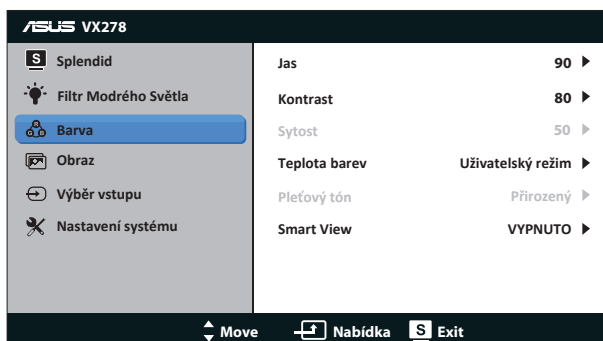 ASUS VX278
S Splendid
Filtr Modrého Světla
R G B Barva
Obraz
Výběr vstupu
Nastavení systému
Jas 90
Kontrast 80
Sytost 50
Teplota barev Uživatelský režim
Pleťový tón Přirozený
Smart View VYPNUTO
Move Nabídka S Exit